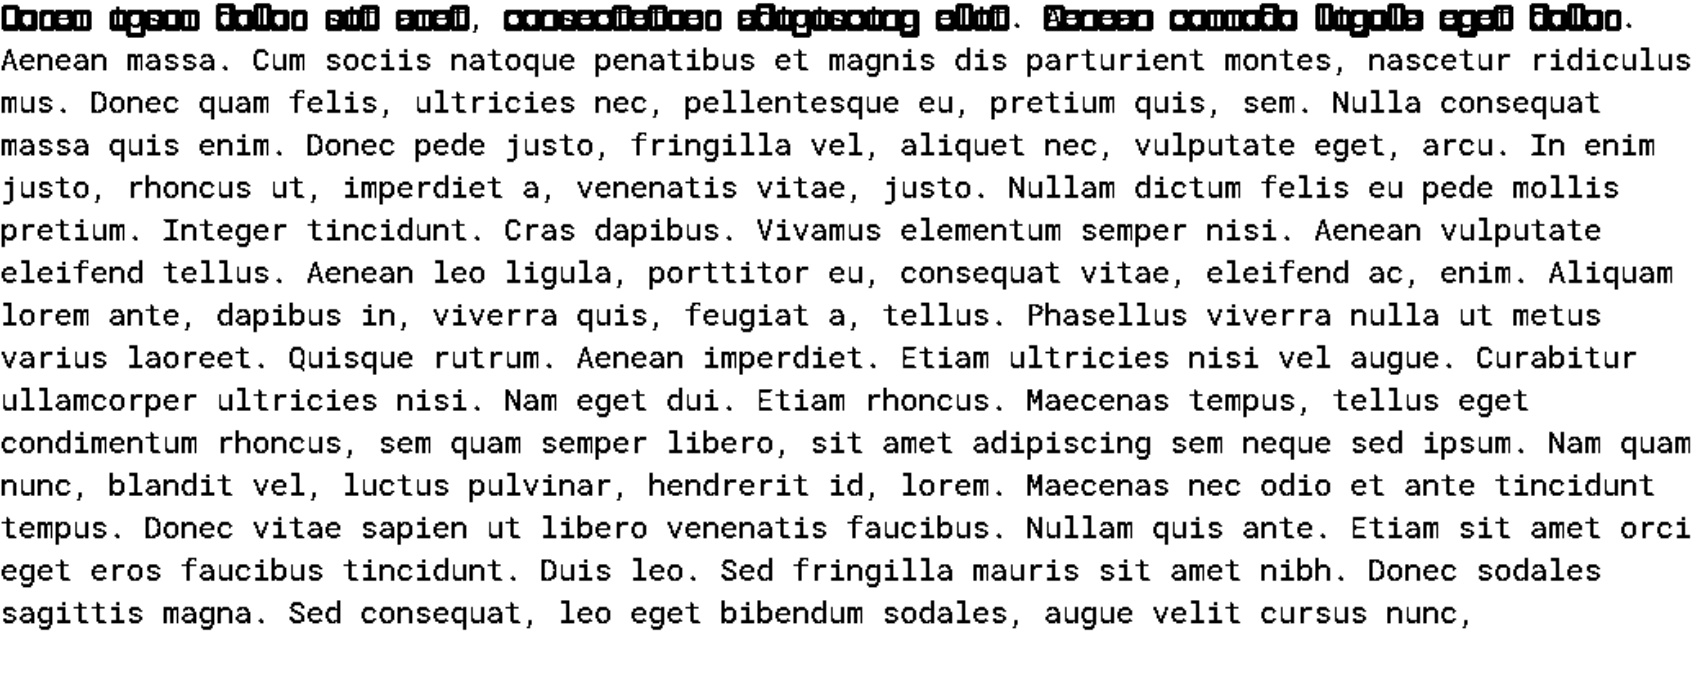 Lorem ipsum dolor sit amet, consectetuer adipiscing elit. Aenean commodo ligula eget dolor.
Aenean massa. Cum sociis natoque penatibus et magnis dis parturient montes, nascetur ridiculus
mus. Donec quam felis, ultricies nec, pellentesque eu, pretium quis, sem. Nulla consequat
massa quis enim. Donec pede justo, fringilla vel, aliquet nec, vulputate eget, arcu. In enim
justo, rhoncus ut, imperdiet a, venenatis vitae, justo. Nullam dictum felis eu pede mollis
pretium. Integer tincidunt. Cras dapibus. Vivamus elementum semper nisi. Aenean vulputate
eleifend tellus. Aenean leo ligula, porttitor eu, consequat vitae, eleifend ac, enim. Aliquam
lorem ante, dapibus in, viverra quis, feugiat a, tellus. Phasellus viverra nulla ut metus
varius laoreet. Quisque rutrum. Aenean imperdiet. Etiam ultricies nisi vel augue. Curabitur
ullamcorper ultricies nisi. Nam eget dui. Etiam rhoncus. Maecenas tempus, tellus eget
condimentum rhoncus, sem quam semper libero, sit amet adipiscing sem neque sed ipsum. Nam quam
nunc, blandit vel, luctus pulvinar, hendrerit id, lorem. Maecenas nec odio et ante tincidunt
tempus. Donec vitae sapien ut libero venenatis faucibus. Nullam quis ante. Etiam sit amet orci
eget eros faucibus tincidunt. Duis leo. Sed fringilla mauris sit amet nibh. Donec sodales
sagittis magna. Sed consequat, leo eget bibendum sodales, augue velit cursus nunc,